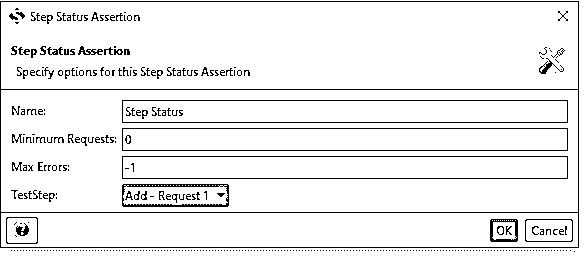 Step Status Assertion
Step Status Assertion
Specify options for this Step Status Assertion
Name: Step Status
Minimum Requests: 0
Max Errors: -1
TestStep: Add - Request 1
OK Cancel